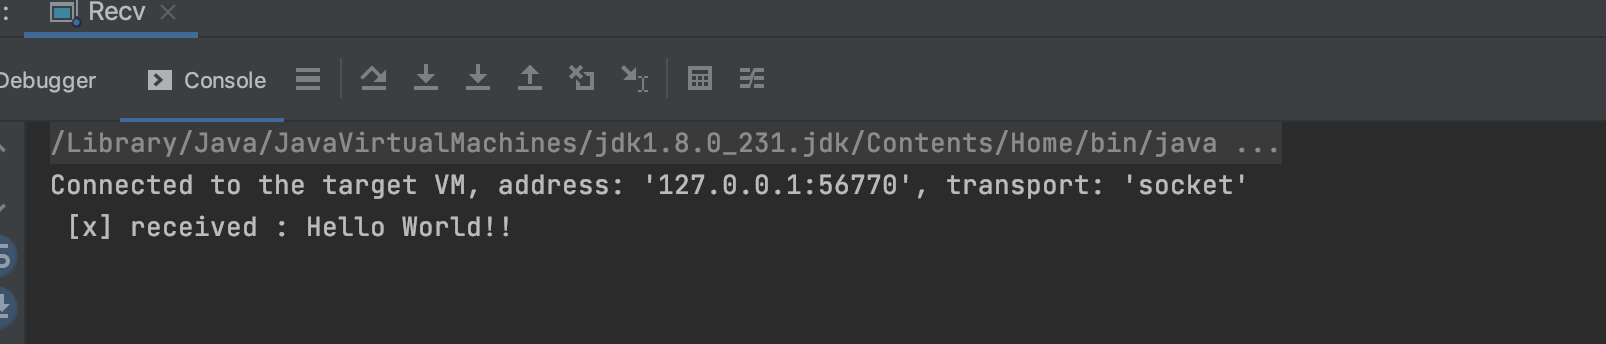 Recv
Debugger Console
/Library/Java/JavaVirtualMachines/jdk1.8.0_231.jdk/Contents/Home/bin/java ...
Connected to the target VM, address: '127.0.0.1:56770', transport: 'socket'
[x] received : Hello World!!